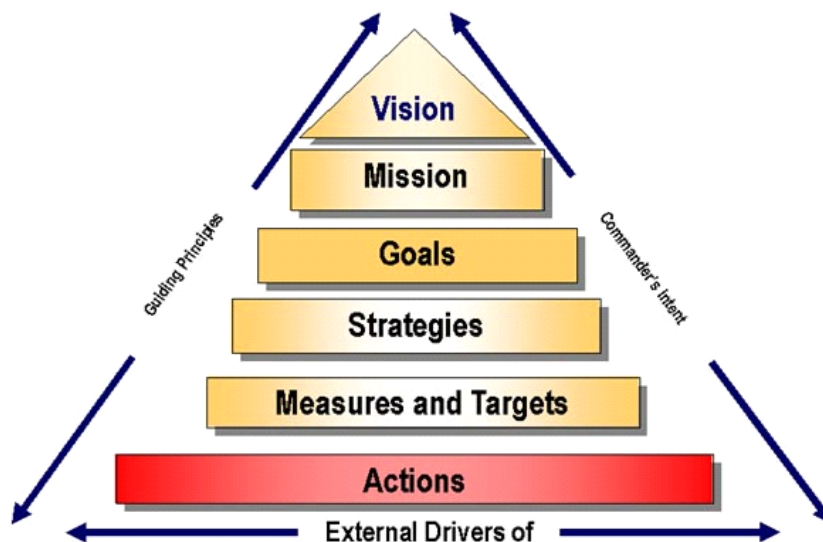 Vision
Mission
Guiding Principles
Commander's Intent
Goals
Strategies
Measures and Targets
Actions
External Drivers of